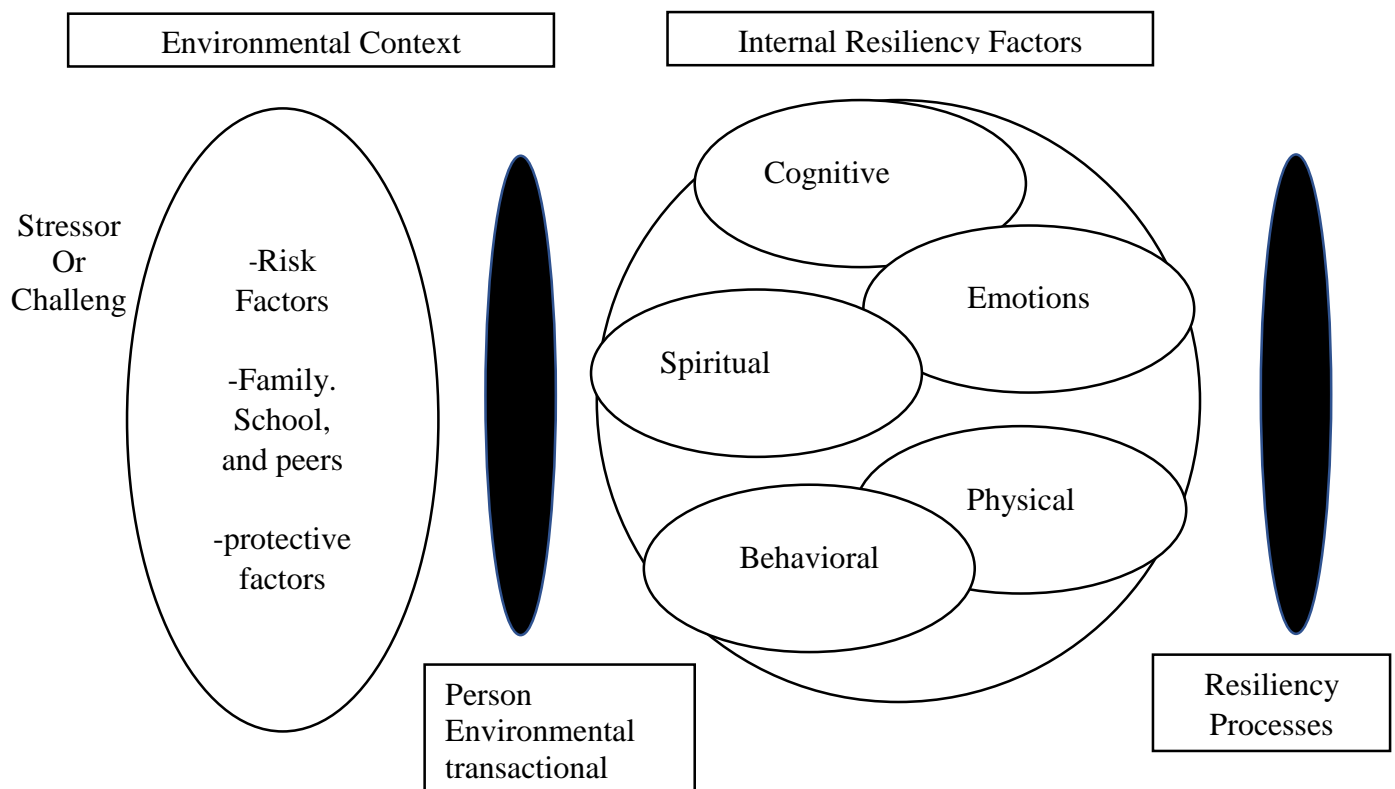 Environmental Context
Internal Resiliency Factors
Stressor
Or
Challeng
-Risk
Factors
-Family.
School,
and peers
-protective
factors
Cognitive
Emotions
Spiritual
Physical
Behavioral
Person
Environmental
transactional
Resiliency
Processes